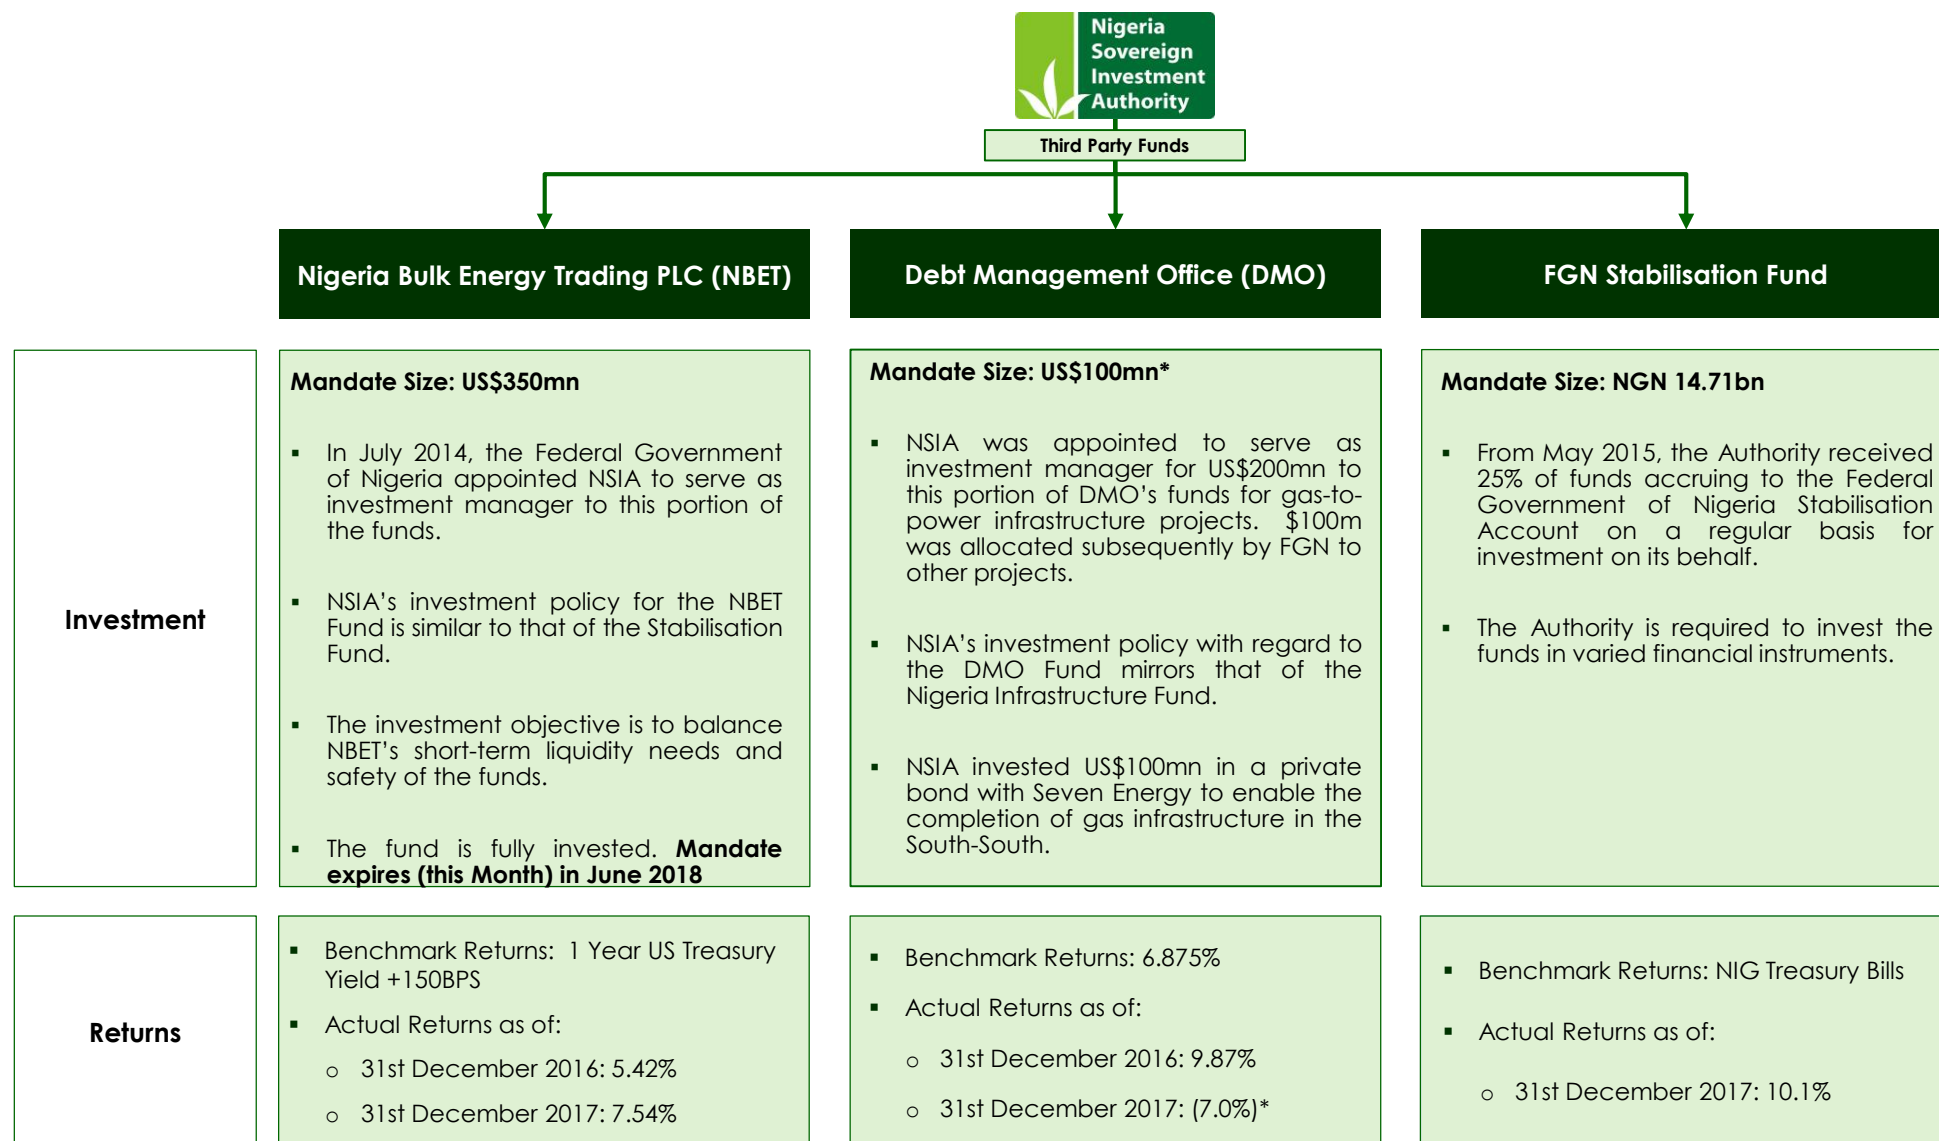 Nigeria
Sovereign
Investment
Authority
Third Party Funds
Nigeria Bulk Energy Trading PLC (NBET)
Debt Management Office (DMO)
FGN Stabilisation Fund
Investment
Mandate Size: US$350mn
▪ In July 2014, the Federal Government
of Nigeria appointed NSIA to serve as
investment manager to this portion of
the funds.
▪ NSIA’s investment policy for the NBET
Fund is similar to that of the Stabilisation
Fund.
▪ The investment objective is to balance
NBET’s short-term liquidity needs and
safety of the funds.
▪ The fund is fully invested. Mandate
expires (this Month) in June 2018
Mandate Size: US$100mn*
▪ NSIA was appointed to serve as
investment manager for US$200mn to
this portion of DMO’s funds for gas-to-
power infrastructure projects. $100m
was allocated subsequently by FGN to
other projects.
▪ NSIA’s investment policy with regard to
the DMO Fund mirrors that of the
Nigeria Infrastructure Fund.
▪ NSIA invested US$100mn in a private
bond with Seven Energy to enable the
completion of gas infrastructure in the
South-South.
Mandate Size: NGN 14.71bn
▪ From May 2015, the Authority received
25% of funds accruing to the Federal
Government of Nigeria Stabilisation
Account on a regular basis for
investment on its behalf.
▪ The Authority is required to invest the
funds in varied financial instruments.
Returns
▪ Benchmark Returns: 1 Year US Treasury
Yield +150BPS
▪ Actual Returns as of:
o 31st December 2016: 5.42%
o 31st December 2017: 7.54%
▪ Benchmark Returns: 6.875%
▪ Actual Returns as of:
o 31st December 2016: 9.87%
o 31st December 2017: (7.0%)*
▪ Benchmark Returns: NIG Treasury Bills
▪ Actual Returns as of:
o 31st December 2017: 10.1%